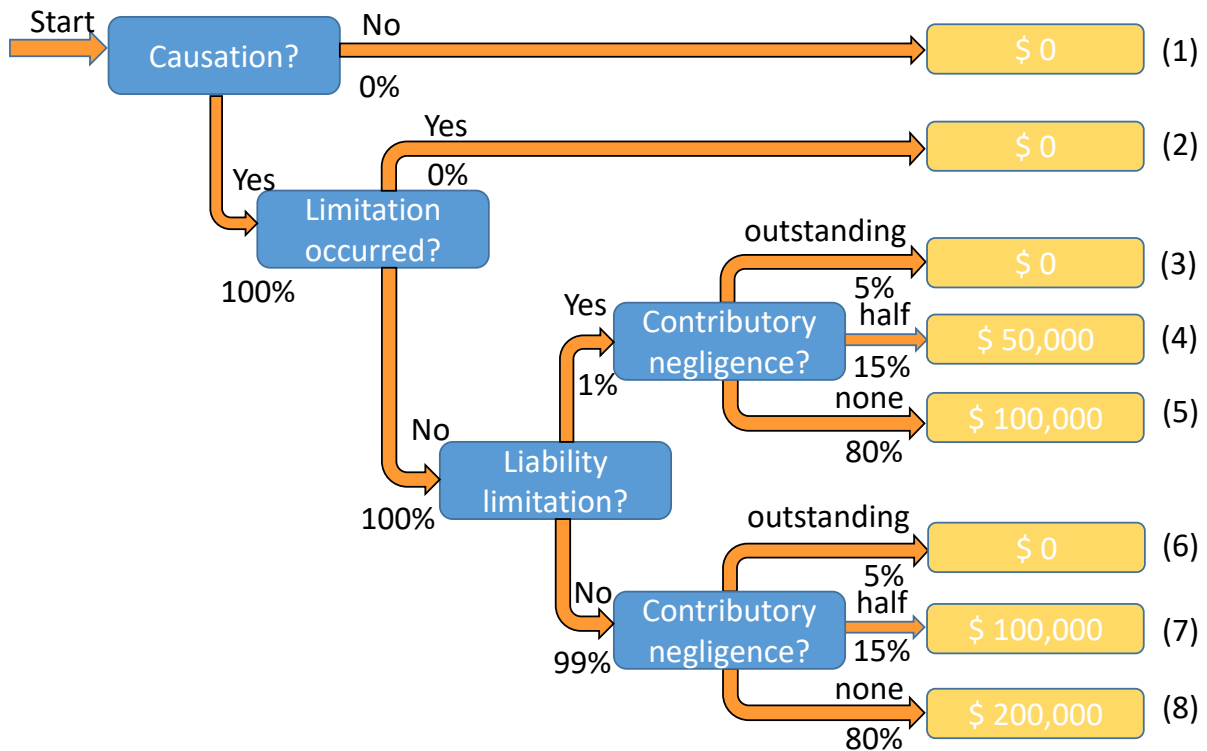 Start
Causation?
No
0%
$ 0
(1)
Yes
0%
$ 0
(2)
Yes
100%
Limitation
occurred?
outstanding
5%
$ 0
(3)
Yes
1%
Contributory
negligence?
half
15%
$ 50,000
(4)
none
80%
$ 100,000
(5)
No
100%
Liability
limitation?
outstanding
5%
$ 0
(6)
No
99%
Contributory
negligence?
half
15%
$ 100,000
(7)
none
80%
$ 200,000
(8)